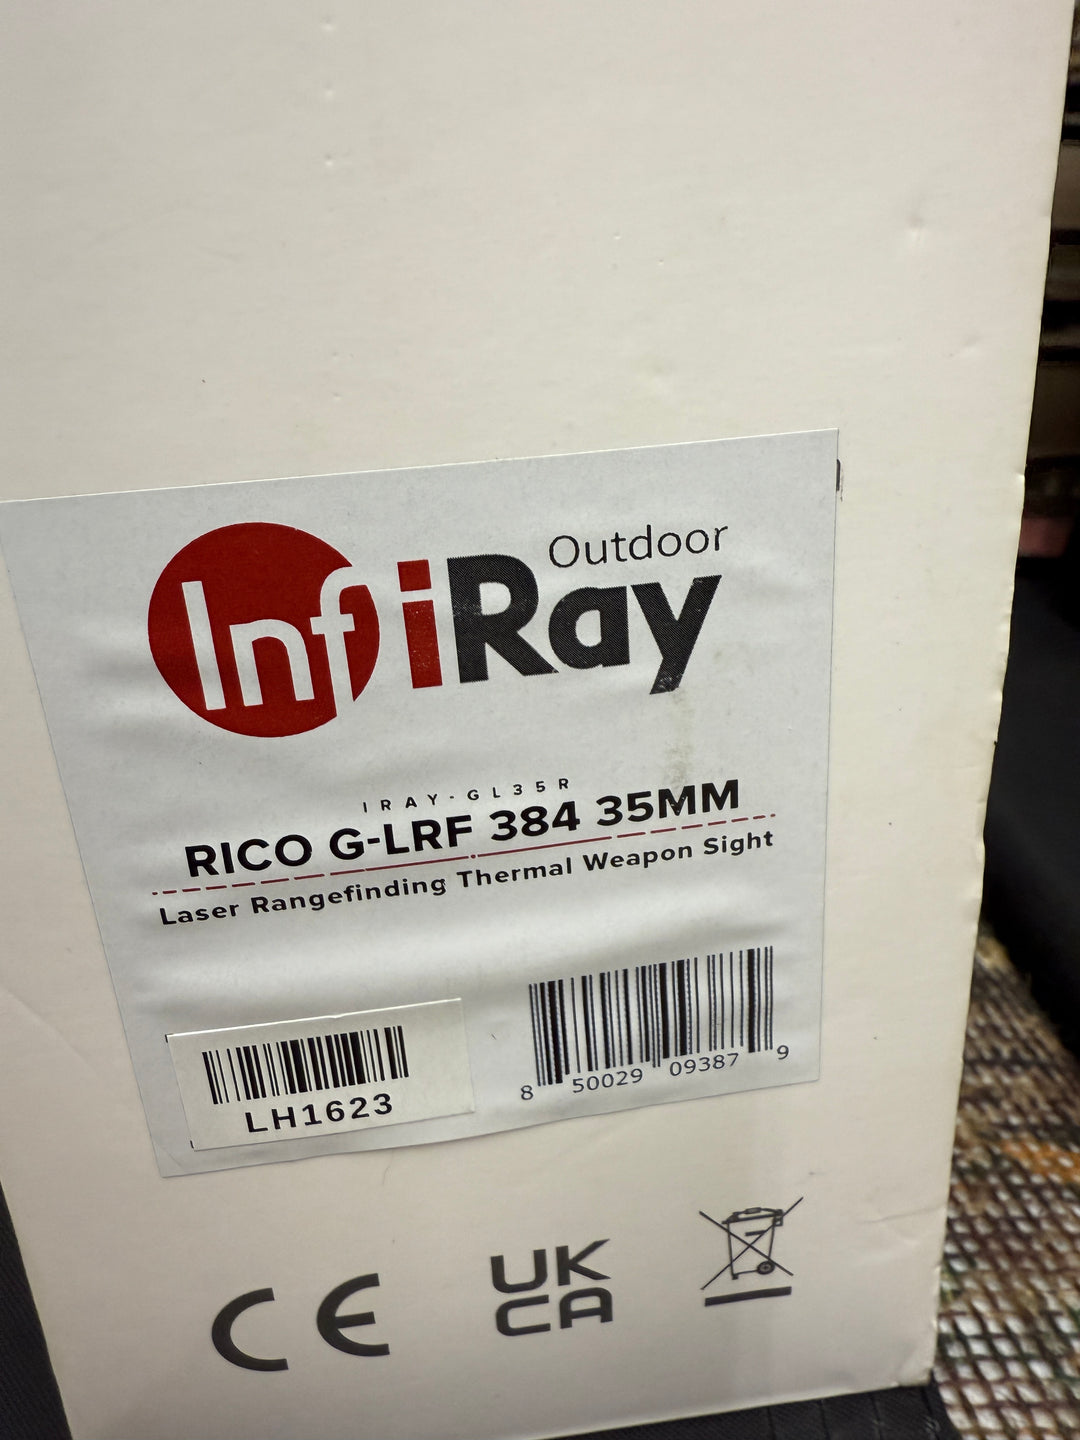 Outdoor
InfiRay
IRAY-GL35R
RICO G-LRF 384 35MM
Laser Rangefinding Thermal Weapon Sight
LH1623
8 50029 09387 9
CE
UK
CA